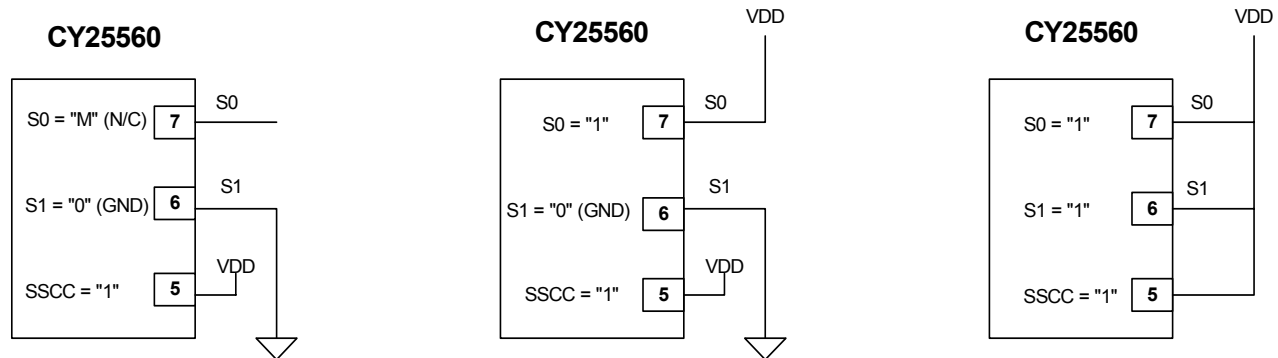 CY25560
S0 = "M" (N/C) 7 S0
S1 = "0" (GND) 6 S1
SSCC = "1" 5 VDD
CY25560
VDD
S0 = "1" 7 S0
S1 = "0" (GND) 6 S1
SSCC = "1" 5 VDD
CY25560
VDD
S0 = "1" 7 S0
S1 = "1" 6 S1
SSCC = "1" 5